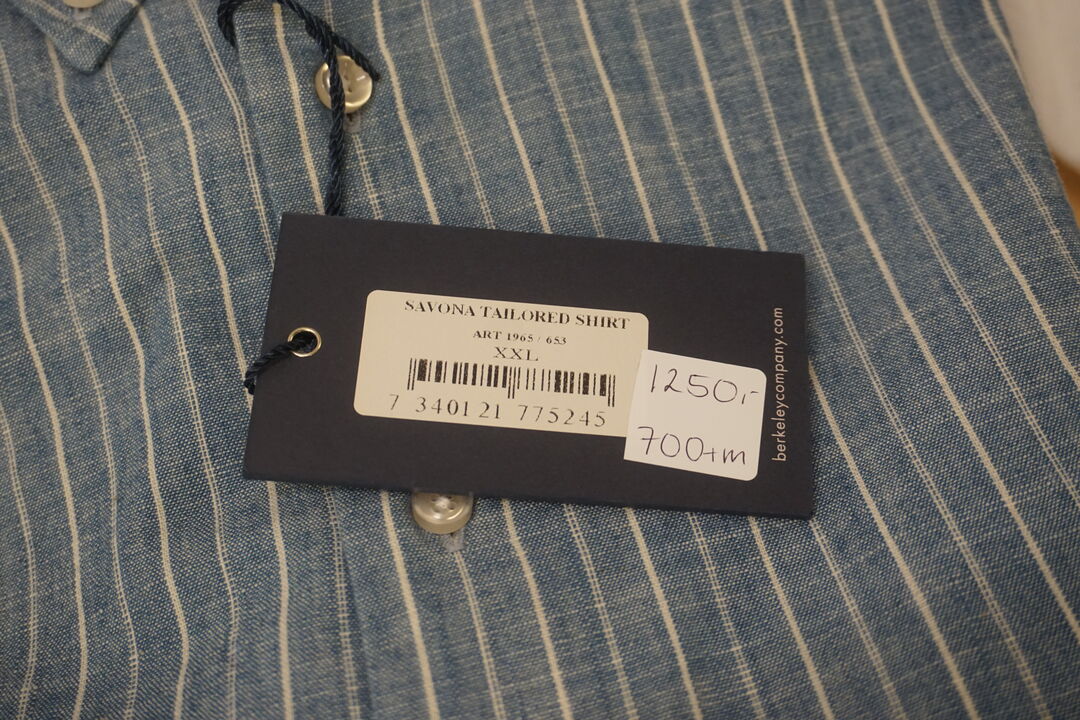 SAVONA TAILORED SHIRT
ART 1965 / 653
XXL
7 340121 775245
1250,-
700+m
berkeleycompany.com